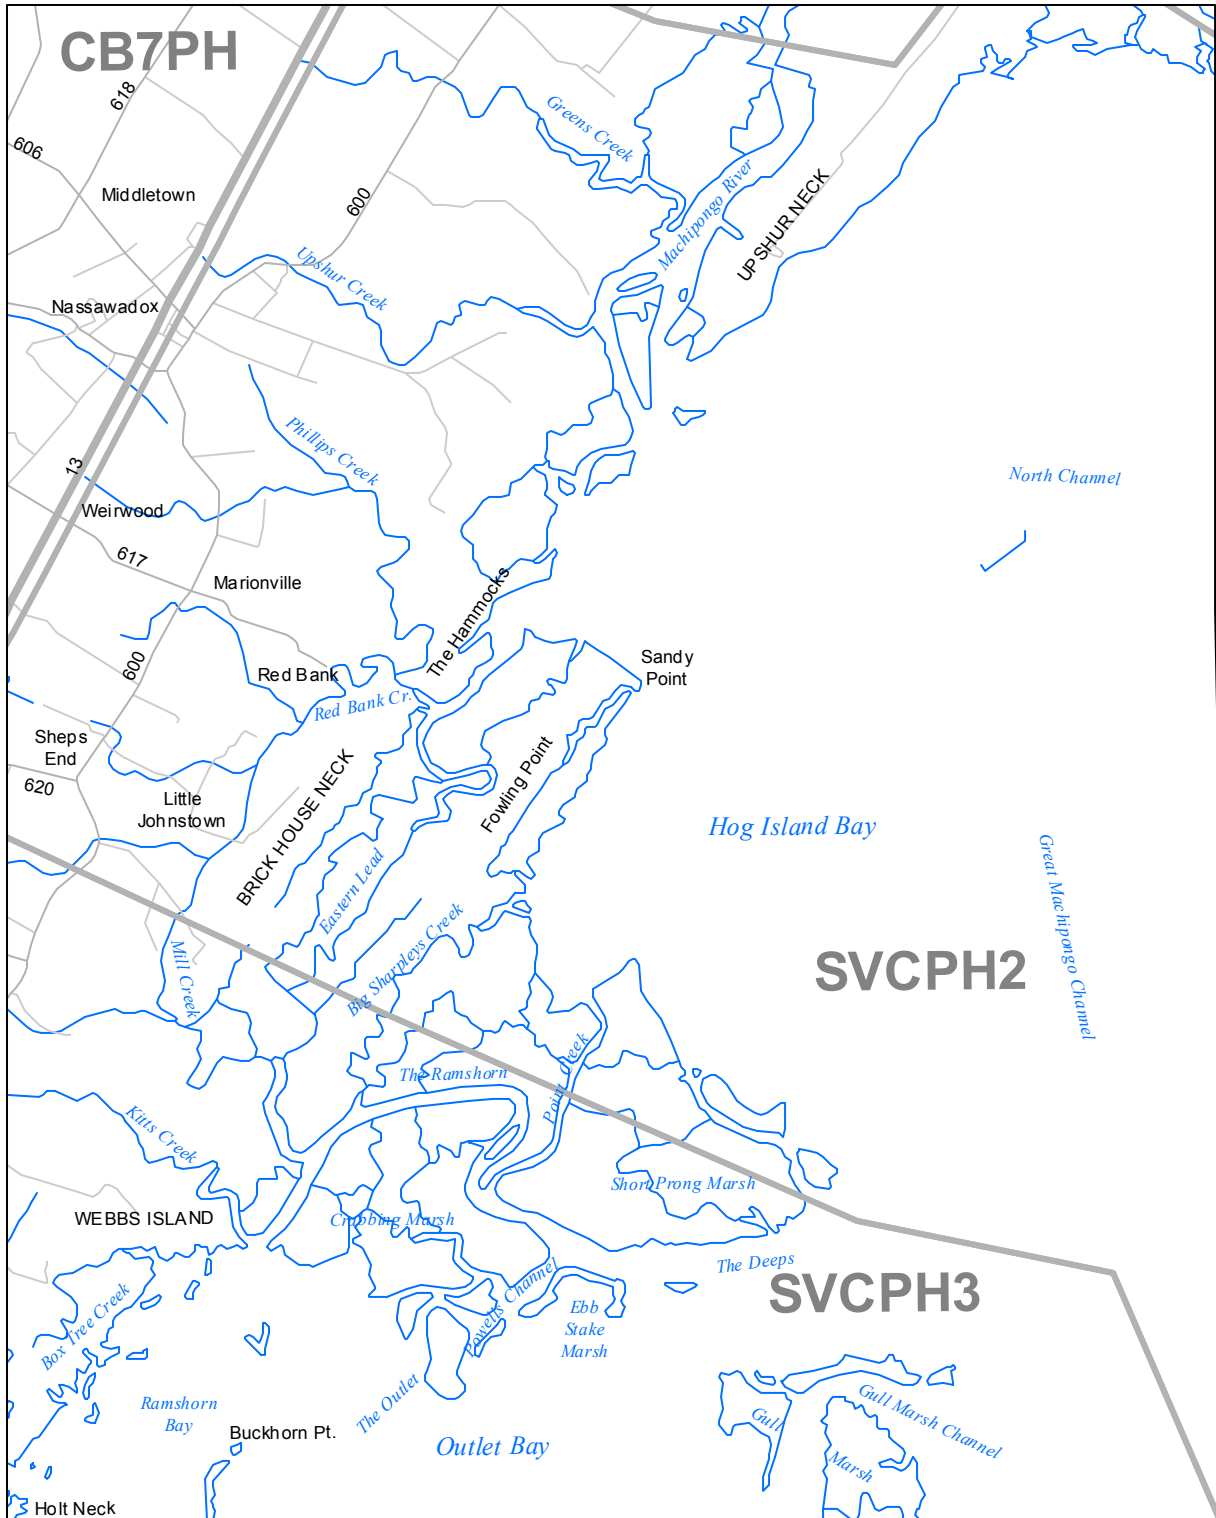 CB7PH
618
606
Middletown
600
Greens Creek
Machipongo River
UPSHUR NECK
Upshur Creek
Nassawadox
Phillips Creek
13
Weirwood
North Channel
617
Marionville
The Hammocks
600
Red Bank
Red Bank Cr.
Sandy
Point
Sheps
End
620
Little
Johnstown
BRICK HOUSE NECK
Fowling Point
Hog Island Bay
Great Machipongo Channel
Eastern Lead
Big Sharpleys Creek
Mill Creek
SVCPH2
The Ramshorn
Point Creek
Kitts Creek
Short Prong Marsh
WEBBS ISLAND
Crabbing Marsh
The Deeps
SVCPH3
Box Tree Creek
Powells Channel
Ebb
Stake
Marsh
Ramshorn
Bay
The Outlet
Buckhorn Pt.
Outlet Bay
Gull
Marsh
Gull Marsh Channel
Holt Neck